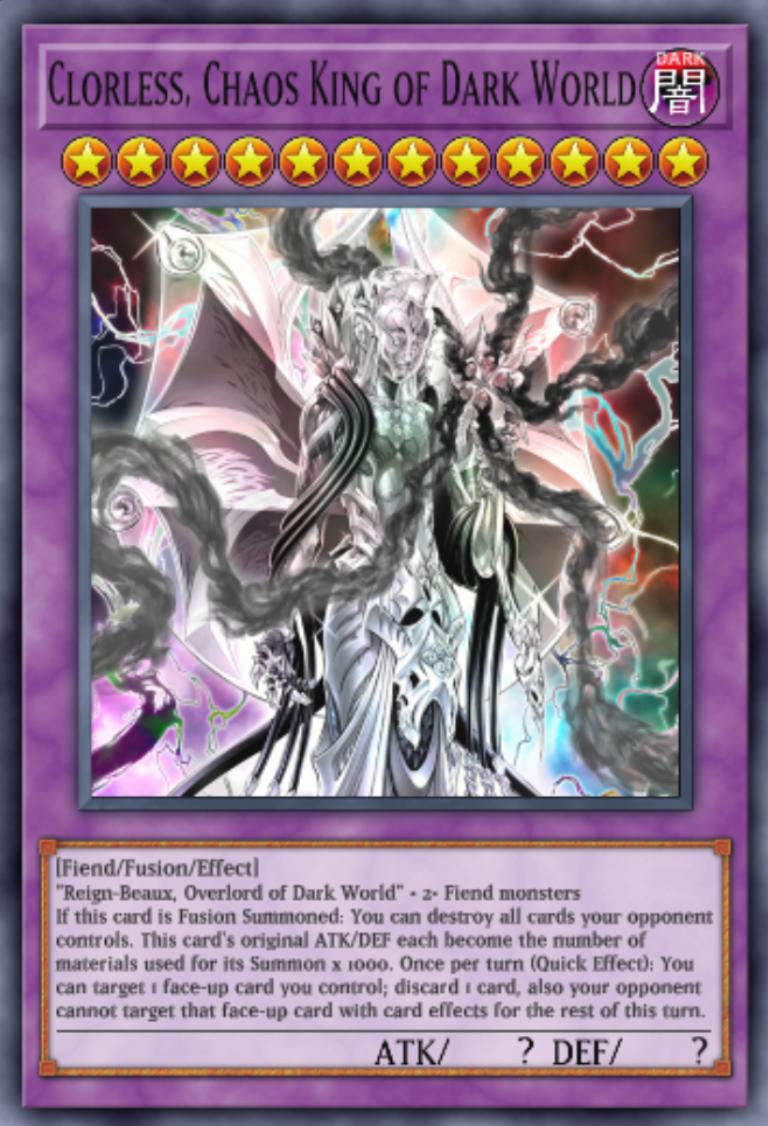 Clorless, Chaos King of Dark World
DARK
闇
[Fiend/Fusion/Effect]
"Reign-Beaux, Overlord of Dark World" + 2+ Fiend monsters
If this card is Fusion Summoned: You can destroy all cards your opponent
controls. This card's original ATK/DEF each become the number of
materials used for its Summon x 1000. Once per turn (Quick Effect): You
can target 1 face-up card you control; discard 1 card, also your opponent
cannot target that face-up card with card effects for the rest of this turn.
ATK/ ? DEF/ ?